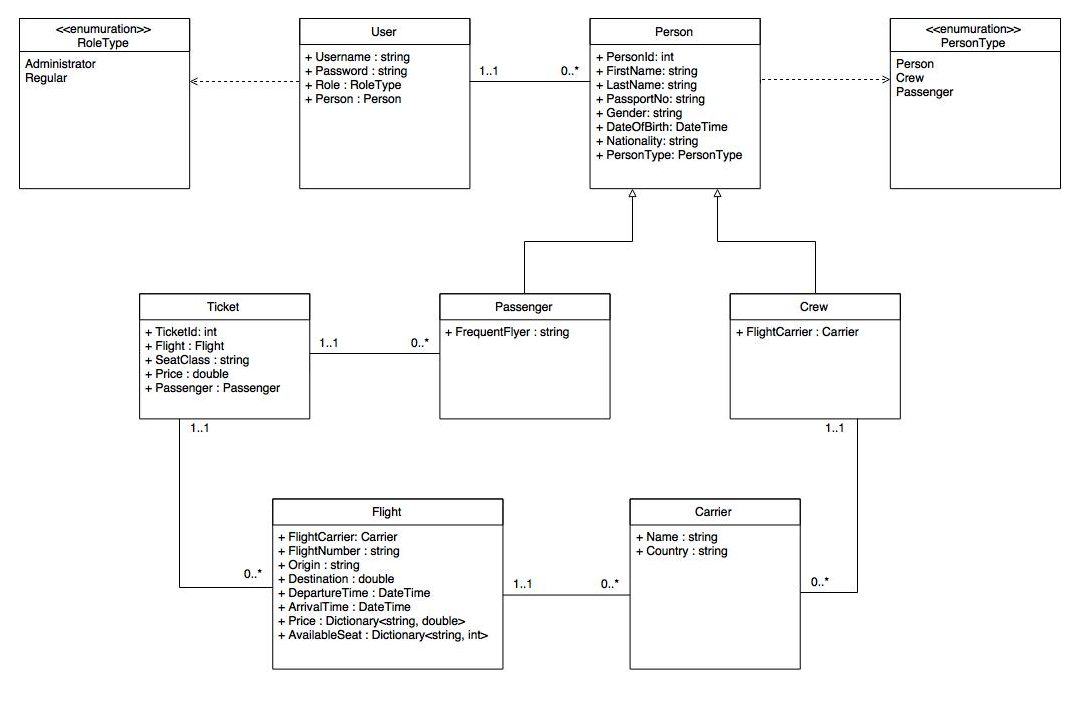 <<enumuration>>
RoleType
Administrator
Regular
User
+ Username : string
+ Password : string
+ Role : RoleType
+ Person : Person
1..1
0..*
Person
+ PersonId: int
+ FirstName: string
+ LastName: string
+ PassportNo: string
+ Gender: string
+ DateOfBirth: DateTime
+ Nationality: string
+ PersonType: PersonType
<<enumuration>>
PersonType
Person
Crew
Passenger
Ticket
+ TicketId: int
+ Flight : Flight
+ SeatClass : string
+ Price : double
+ Passenger : Passenger
1..1
0..*
Passenger
+ FrequentFlyer : string
Crew
+ FlightCarrier : Carrier
1..1
0..*
1..1
0..*
Flight
+ FlightCarrier: Carrier
+ FlightNumber : string
+ Origin : string
+ Destination : double
+ DepartureTime : DateTime
+ ArrivalTime : DateTime
+ Price : Dictionary<string, double>
+ AvailableSeat : Dictionary<string, int>
1..1
0..*
Carrier
+ Name : string
+ Country : string